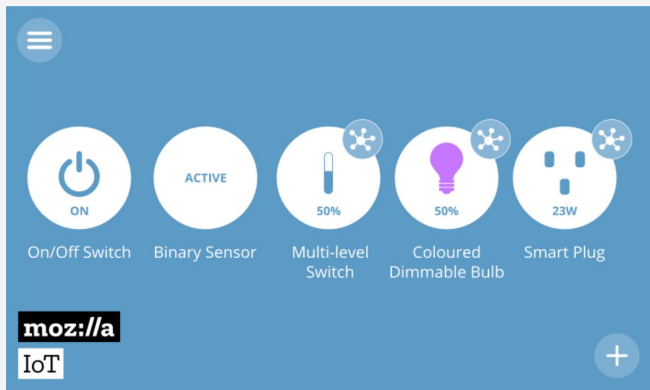 ON
ACTIVE
50%
50%
23W
On/Off Switch
Binary Sensor
Multi-level
Switch
Coloured
Dimmable Bulb
Smart Plug
moz://a
IoT